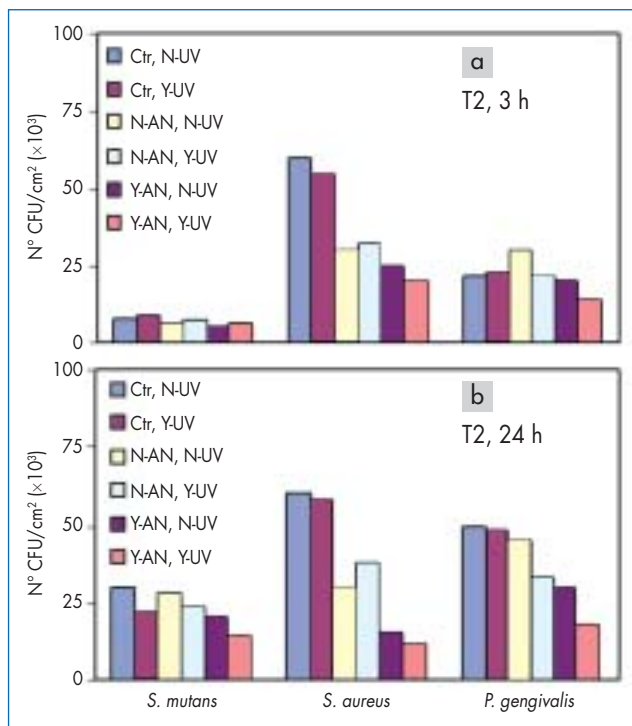 100
75
50
25
0
N° CFU/cm² (×10³)
Ctr, N-UV
Ctr, Y-UV
N-AN, N-UV
N-AN, Y-UV
Y-AN, N-UV
Y-AN, Y-UV
a
T2, 3 h
100
75
50
25
0
N° CFU/cm² (×10³)
Ctr, N-UV
Ctr, Y-UV
N-AN, N-UV
N-AN, Y-UV
Y-AN, N-UV
Y-AN, Y-UV
b
T2, 24 h
S. mutans
S. aureus
P. gengivalis